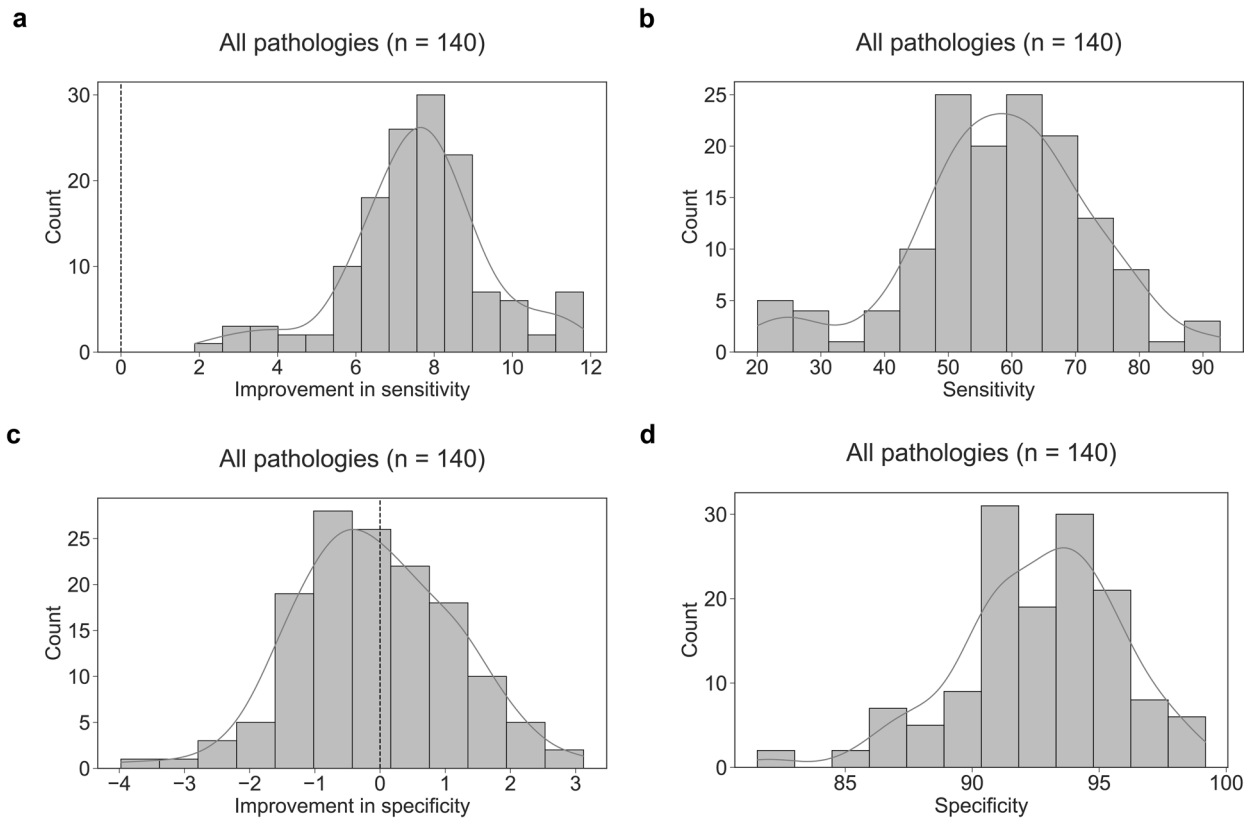 a
All pathologies (n = 140)
Count
30
20
10
0
0 2 4 6 8 10 12
Improvement in sensitivity
b
All pathologies (n = 140)
Count
25
20
15
10
5
0
20 30 40 50 60 70 80 90
Sensitivity
c
All pathologies (n = 140)
Count
25
20
15
10
5
0
−4 −3 −2 −1 0 1 2 3
Improvement in specificity
d
All pathologies (n = 140)
Count
30
20
10
0
85 90 95 100
Specificity